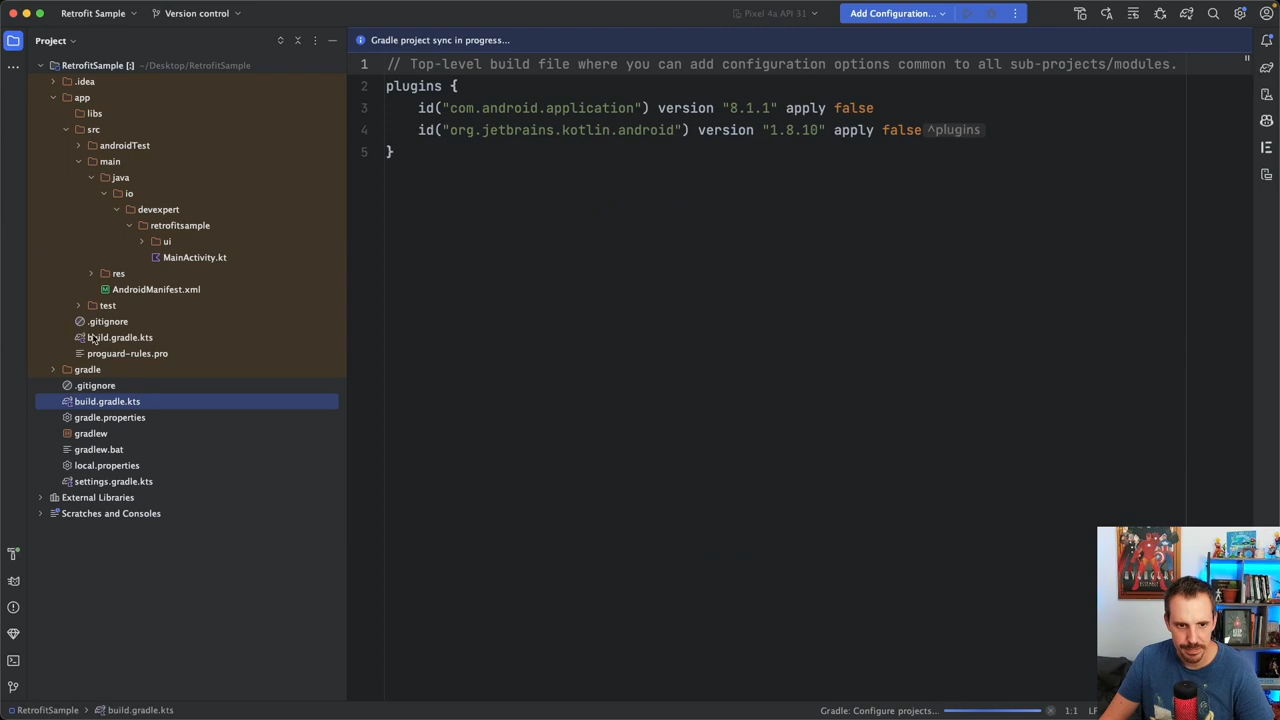 Retrofit Sample
Version control
Pixel 4a API 31
Add Configuration...
Project
RetrofitSample [:] ~/Desktop/RetrofitSample
.idea
app
libs
src
androidTest
main
java
io
devexpert
retrofitsample
ui
MainActivity.kt
res
AndroidManifest.xml
test
.gitignore
build.gradle.kts
proguard-rules.pro
gradle
.gitignore
build.gradle.kts
gradle.properties
gradlew
gradlew.bat
local.properties
settings.gradle.kts
External Libraries
Scratches and Consoles
Gradle project sync in progress...
1 // Top-level build file where you can add configuration options common to all sub-projects/modules.
2 plugins {
3 id("com.android.application") version "8.1.1" apply false
4 id("org.jetbrains.kotlin.android") version "1.8.10" apply false ^plugins
5 }
RetrofitSample > build.gradle.kts
Gradle: Configure projects...
1:1 LF